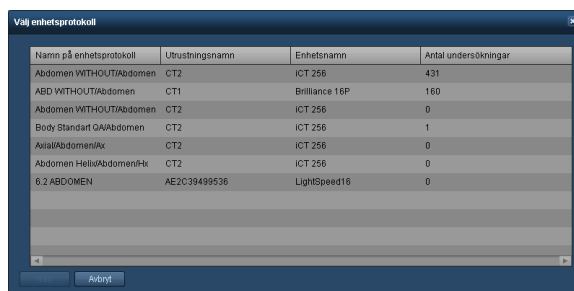 Välj enhetsprotokoll
Namn på enhetsprotokoll Utrustningsnamn Enhetsnamn Antal undersökningar
Abdomen WITHOUT/Abdomen CT2 iCT 256 431
ABD WITHOUT/Abdomen CT1 Brilliance 16P 160
Abdomen WITHOUT/Abdomen CT2 iCT 256 0
Body Standart QA/Abdomen CT2 iCT 256 1
Axial/Abdomen/Ax CT2 iCT 256 0
Abdomen Helix/Abdomen/Hx CT2 iCT 256 0
6.2 ABDOMEN AE2C39499536 LightSpeed16 0
Avbryt